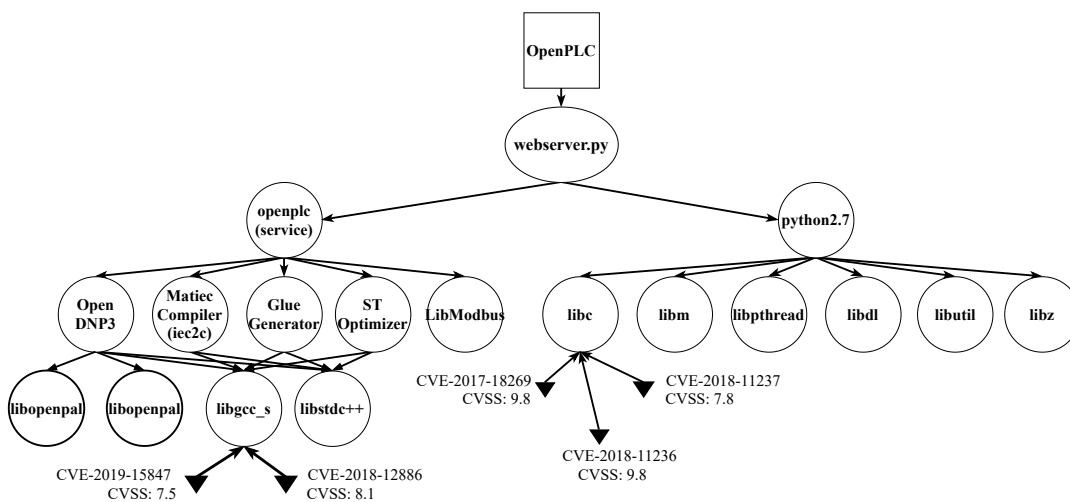 OpenPLC
webserver.py
openplc
(service)
python2.7
Open
DNP3
Matiec
Compiler
(iec2c)
Glue
Generator
ST
Optimizer
LibModbus
libc
libm
libpthread
libdl
libutil
libz
libopenpal
libopenpal
libgcc_s
libstdc++
CVE-2017-18269
CVSS: 9.8
CVE-2018-11237
CVSS: 7.8
CVE-2018-11236
CVSS: 9.8
CVE-2019-15847
CVSS: 7.5
CVE-2018-12886
CVSS: 8.1